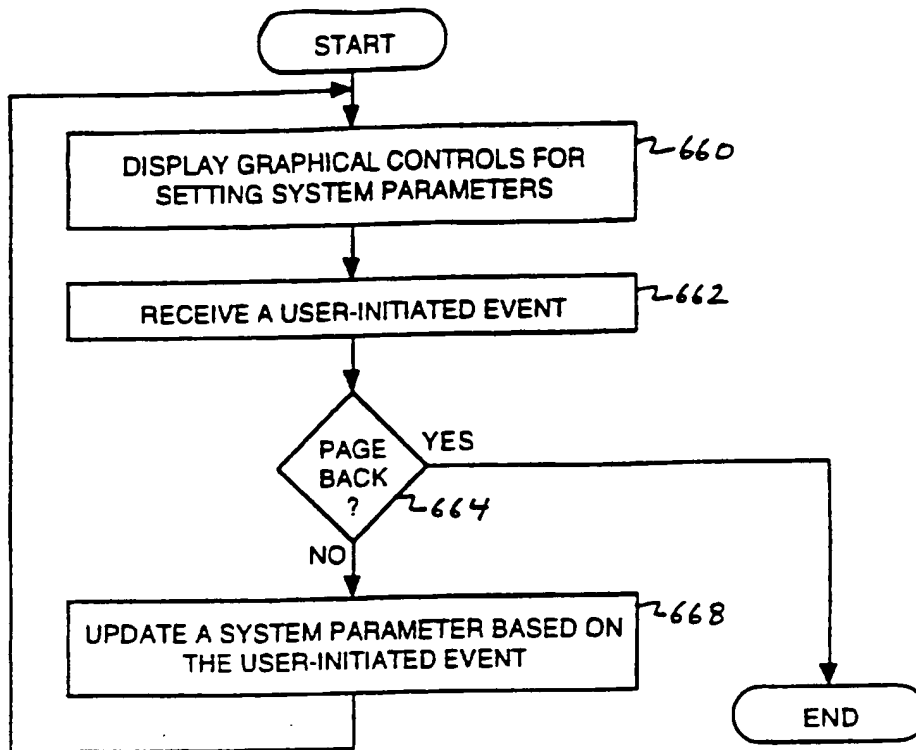 START
DISPLAY GRAPHICAL CONTROLS FOR
SETTING SYSTEM PARAMETERS
660
RECEIVE A USER-INITIATED EVENT
662
PAGE
BACK
?
YES
664
NO
UPDATE A SYSTEM PARAMETER BASED ON
THE USER-INITIATED EVENT
668
END